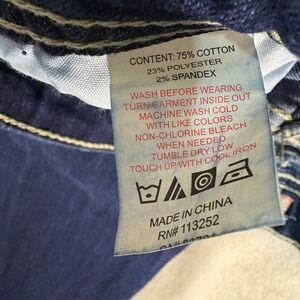 CONTENT: 75% COTTON
23% POLYESTER
2% SPANDEX
WASH BEFORE WEARING
TURN GARMENT INSIDE OUT
MACHINE WASH COLD
WITH LIKE COLORS
NON-CHLORINE BLEACH
WHEN NEEDED
TUMBLE DRY LOW
TOUCH UP WITH COOL IRON
MADE IN CHINA
RN# 113252